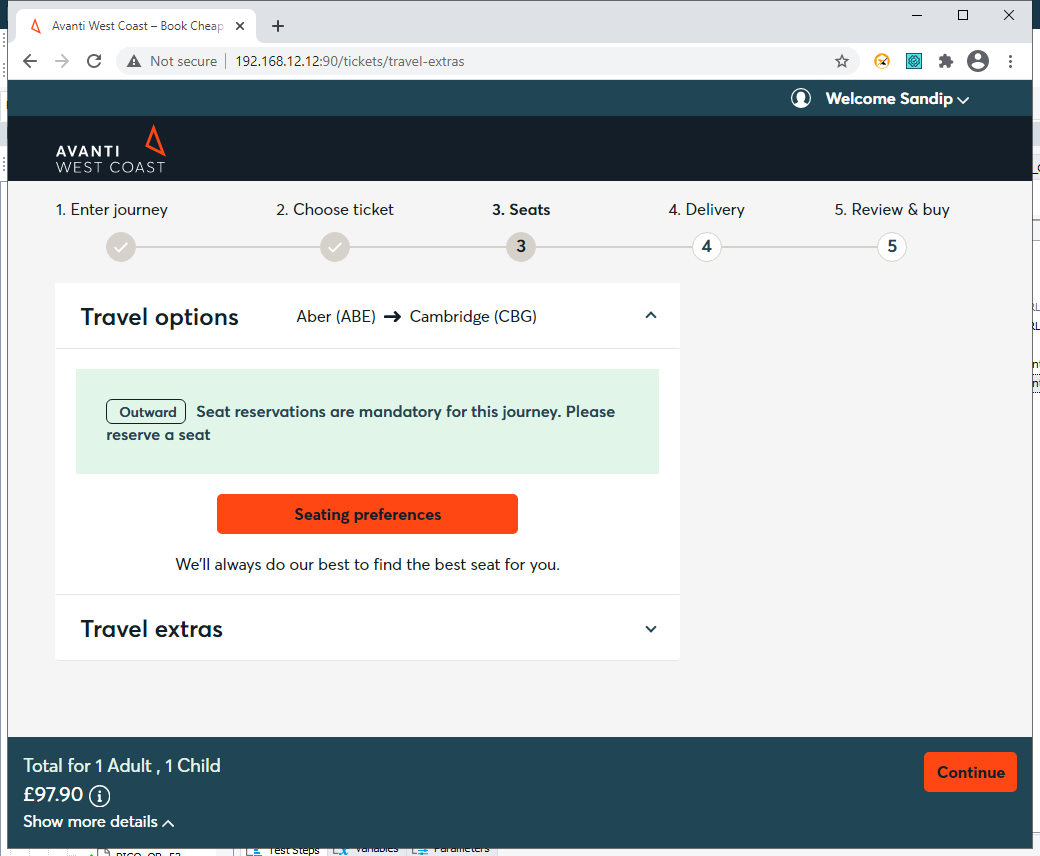 Avanti West Coast – Book Cheap
Not secure
192.168.12.12:90/tickets/travel-extras
Welcome Sandip
AVANTI
WEST COAST
1. Enter journey
2. Choose ticket
3. Seats
4. Delivery
5. Review & buy
3
4
5
Travel options
Aber (ABE) → Cambridge (CBG)
Outward Seat reservations are mandatory for this journey. Please
reserve a seat
Seating preferences
We'll always do our best to find the best seat for you.
Travel extras
Total for 1 Adult , 1 Child
£97.90
Show more details
Continue
Test Steps
Variables
Parameters